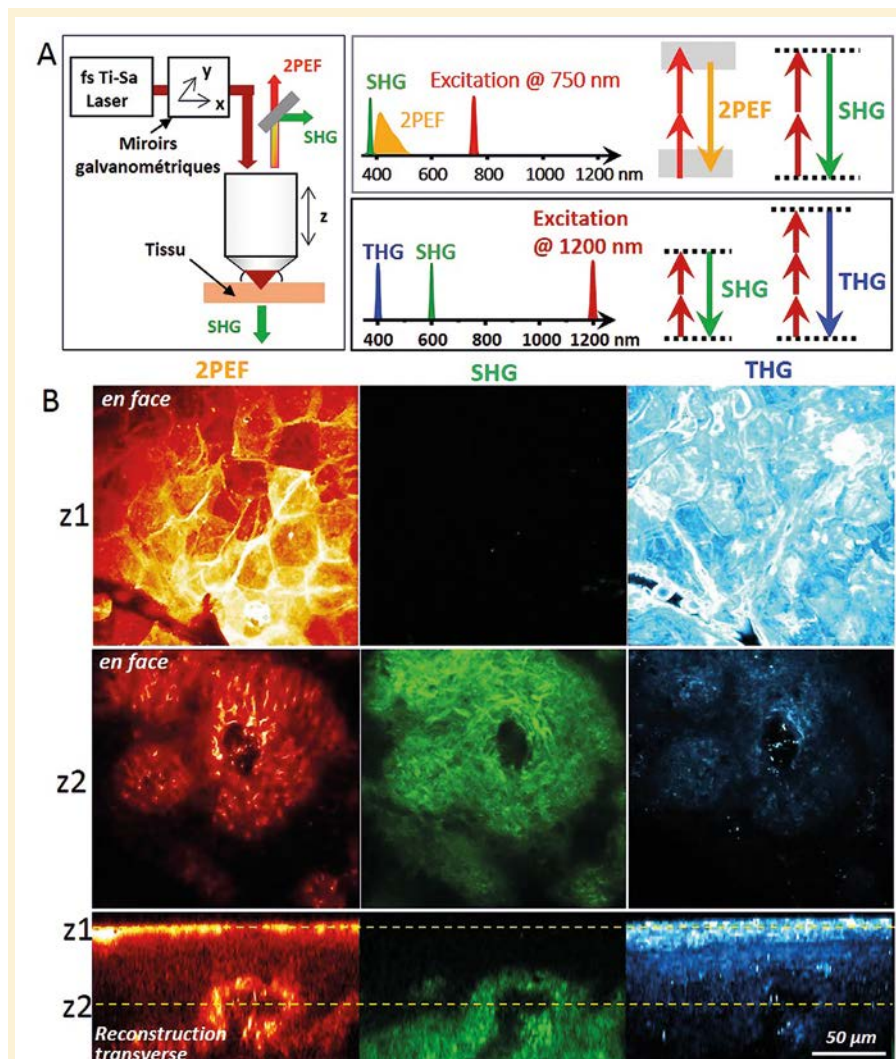 A
fs Ti-Sa
Laser
y
x
Miroirs
galvanométriques
2PEF
SHG
z
Tissu
SHG
SHG
2PEF
Excitation @ 750 nm
400 600 800 1000 1200 nm
2PEF
SHG
THG
SHG
Excitation
@ 1200 nm
400 600 800 1000 1200 nm
SHG
THG
2PEF SHG THG
B
en face
z1
en face
z2
z1
z2
Reconstruction
transverse
50 µm